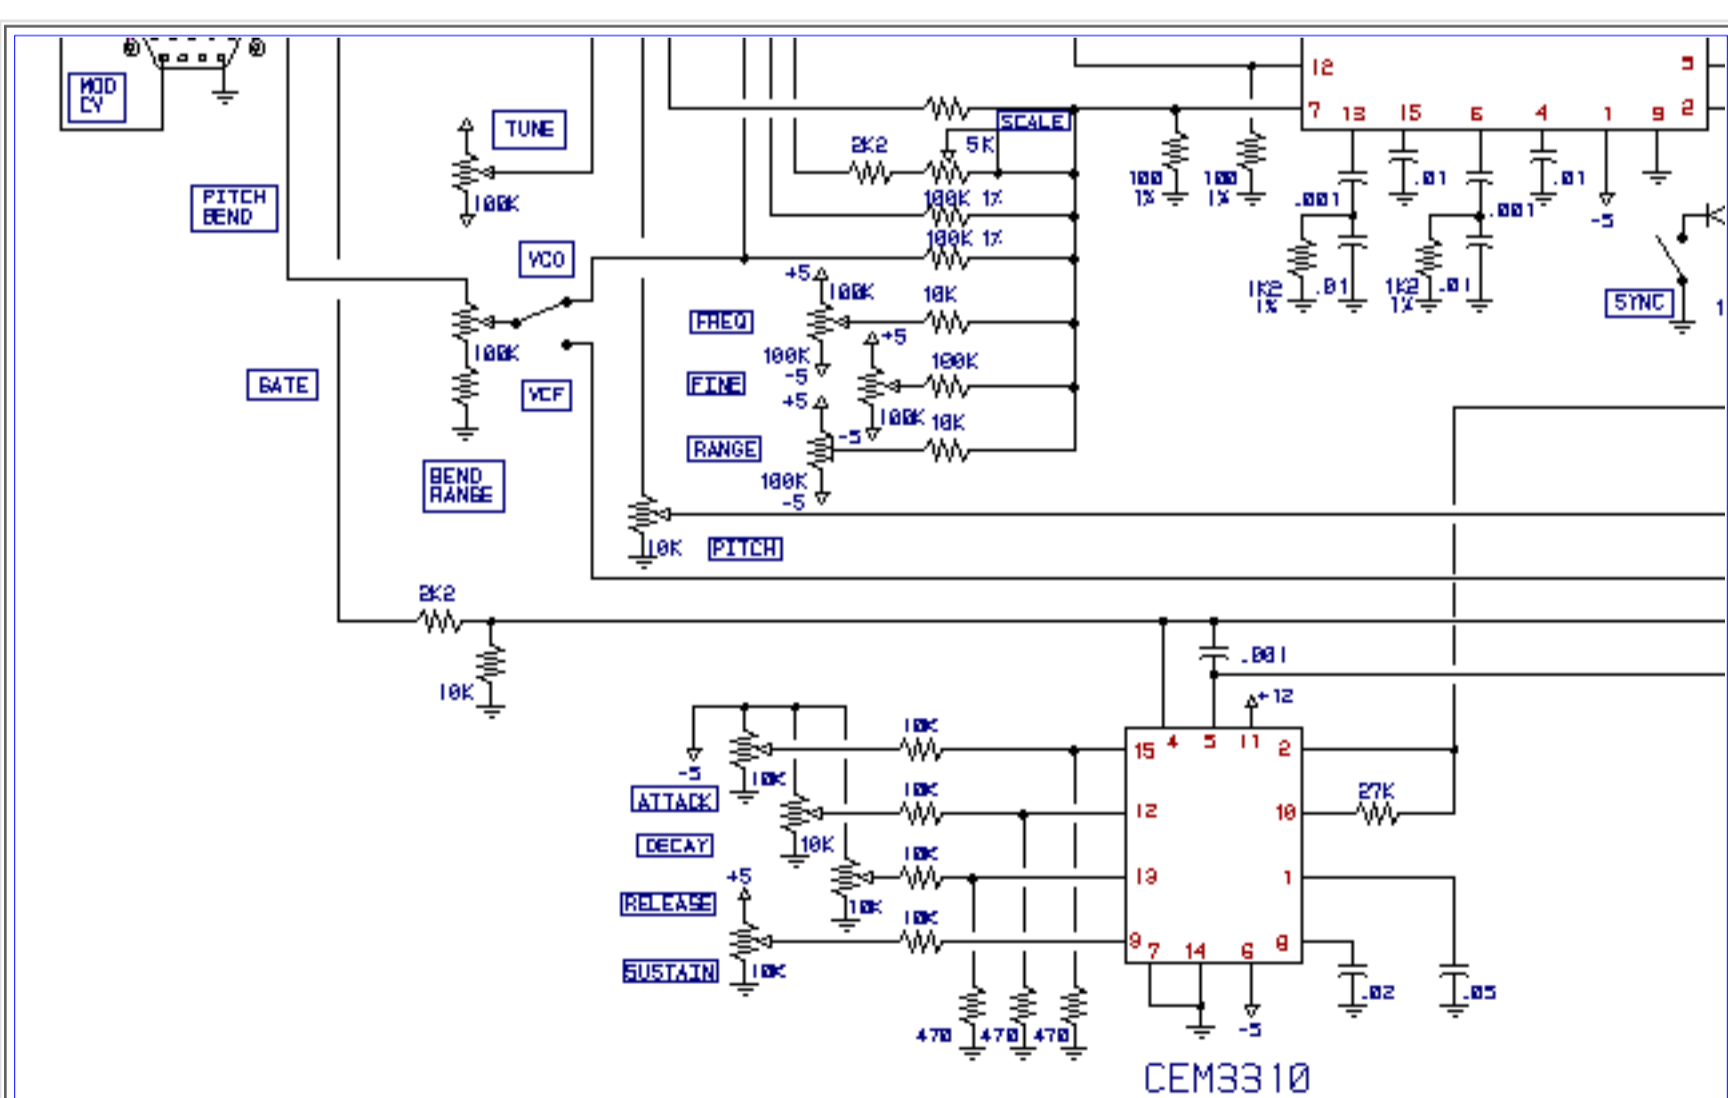 MOD
CV
TUNE
100K
PITCH
BEND
VCO
100K
GATE
VCF
BEND
RANGE
SCALE
2K2
5K
100K 1%
100K 1%
+5
100K
10K
FREQ
100K
-5
+5
100K
FINE
+5
100K
10K
-5
RANGE
100K
-5
10K
PITCH
12
7
13
15
6
4
1
9
3
2
100
1%
100
1%
.001
.01
.001
.01
-5
1K2
1%
.01
1K2
1%
.01
SYNC
2K2
10K
.001
+12
-5
10K
ATTACK
10K
DECAY
10K
+5
RELEASE
10K
SUSTAIN
10K
10K
10K
10K
15
4
5
11
2
12
10
27K
13
1
9
7
14
6
8
470
470
470
-5
.02
.05
CEM3310